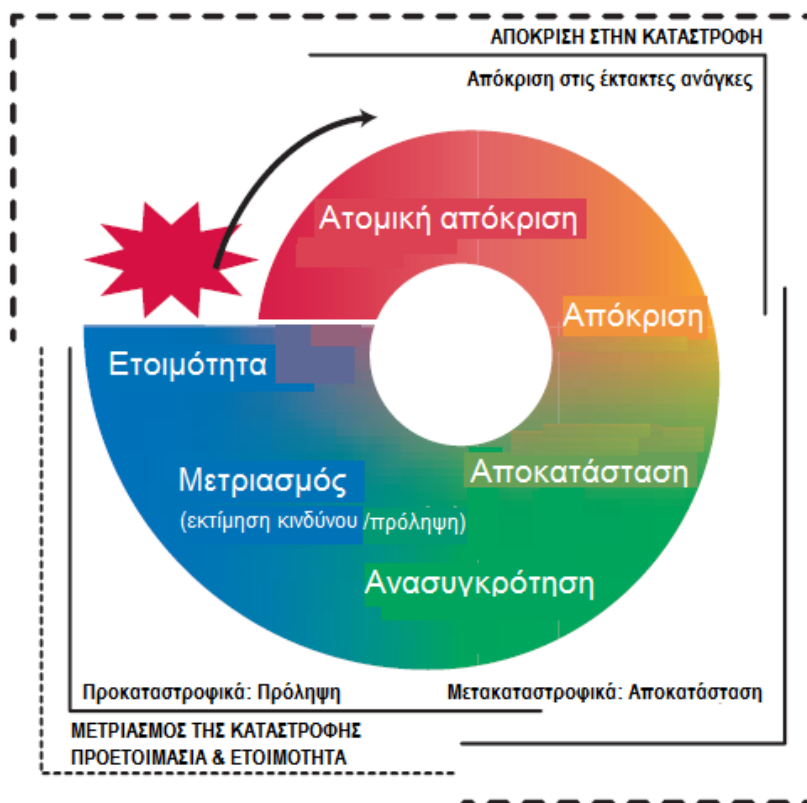 ΑΠΟΚΡΙΣΗ ΣΤΗΝ ΚΑΤΑΣΤΡΟΦΗ
Απόκριση στις έκτακτες ανάγκες
Ατομική απόκριση
Απόκριση
Ετοιμότητα
Αποκατάσταση
Μετριασμός
(εκτίμηση κινδύνου /πρόληψη)
Ανασυγκρότηση
Προκαταστροφικά: Πρόληψη
Μετακαταστροφικά: Αποκατάσταση
ΜΕΤΡΙΑΣΜΟΣ ΤΗΣ ΚΑΤΑΣΤΡΟΦΗΣ
ΠΡΟΕΤΟΙΜΑΣΙΑ & ΕΤΟΙΜΟΤΗΤΑ